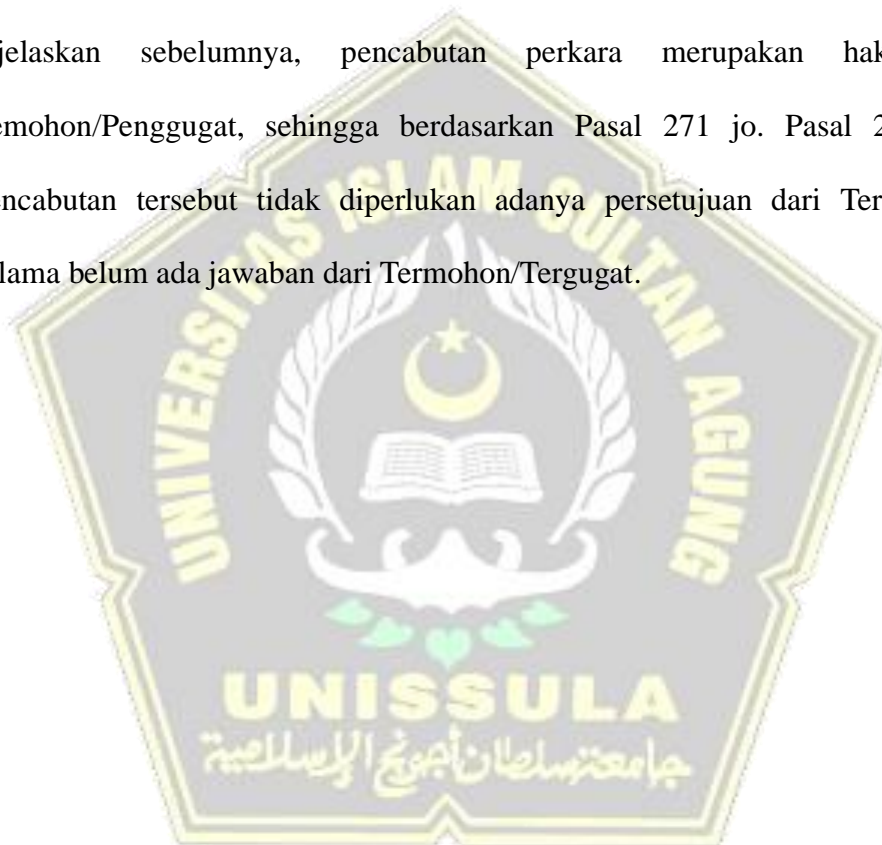 jelaskan sebelumnya, pencabutan perkara merupakan hak
emohon/Penggugat, sehingga berdasarkan Pasal 271 jo. Pasal 2
encabutan tersebut tidak diperlukan adanya persetujuan dari Ter
lama belum ada jawaban dari Termohon/Tergugat.
UNIVERSITAS ISLAM SULTAN AGUNG
UNISSULA
جامعة سلطان أجونج الإسلامية